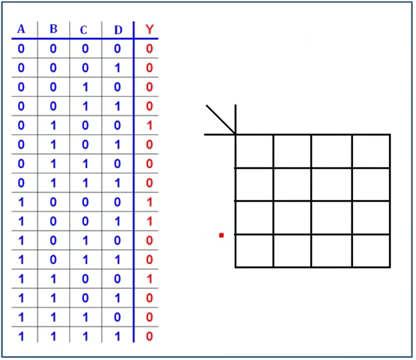 A B C D Y
0 0 0 0 0
0 0 0 1 0
0 0 1 0 0
0 0 1 1 0
0 1 0 0 1
0 1 0 1 0
0 1 1 0 0
0 1 1 1 0
1 0 0 0 1
1 0 0 1 1
1 0 1 0 0
1 0 1 1 0
1 1 0 0 1
1 1 0 1 0
1 1 1 0 0
1 1 1 1 0